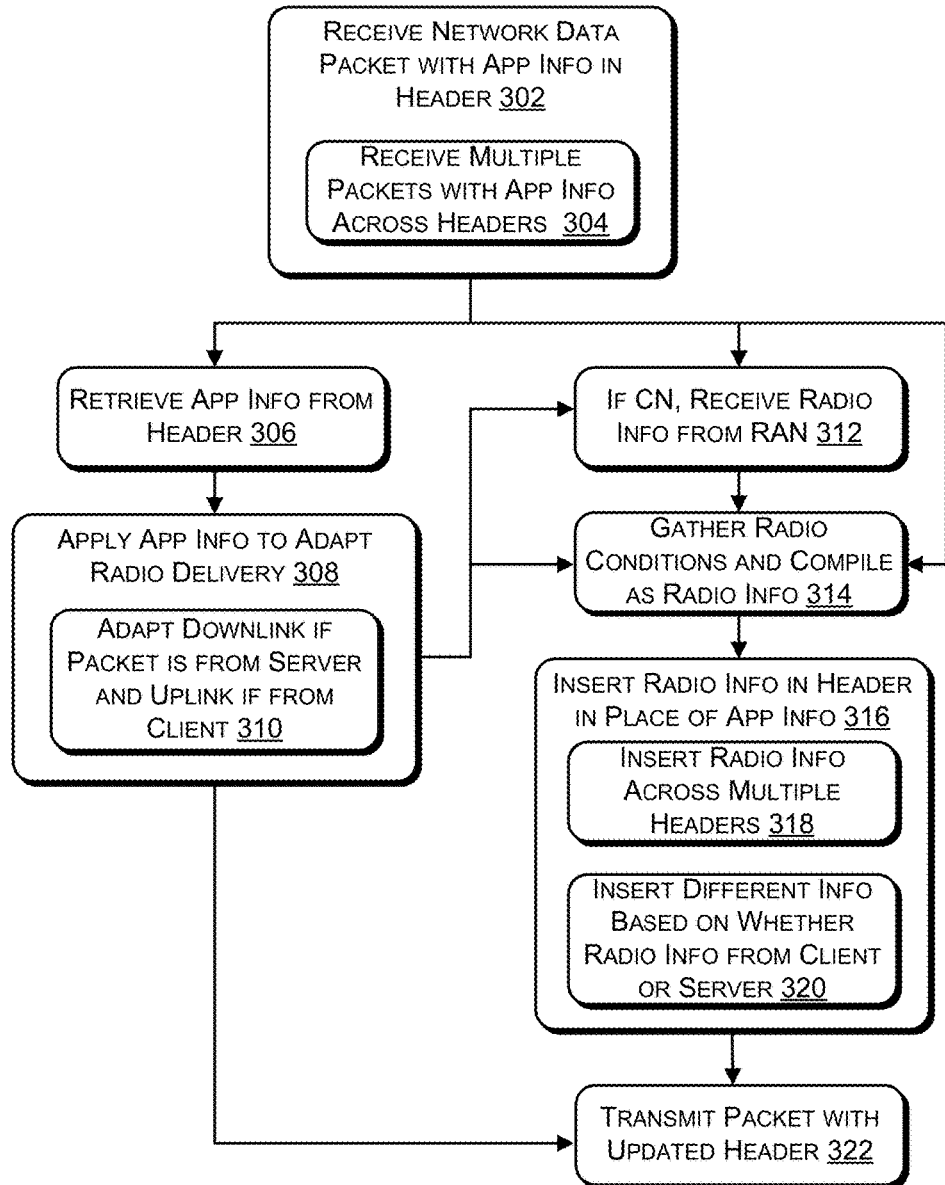 RECEIVE NETWORK DATA
PACKET WITH APP INFO IN
HEADER 302
RECEIVE MULTIPLE
PACKETS WITH APP INFO
ACROSS HEADERS 304
RETRIEVE APP INFO FROM
HEADER 306
APPLY APP INFO TO ADAPT
RADIO DELIVERY 308
ADAPT DOWNLINK IF
PACKET IS FROM SERVER
AND UPLINK IF FROM
CLIENT 310
IF CN, RECEIVE RADIO
INFO FROM RAN 312
GATHER RADIO
CONDITIONS AND COMPILE
AS RADIO INFO 314
INSERT RADIO INFO IN HEADER
IN PLACE OF APP INFO 316
INSERT RADIO INFO
ACROSS MULTIPLE
HEADERS 318
INSERT DIFFERENT INFO
BASED ON WHETHER
RADIO INFO FROM CLIENT
OR SERVER 320
TRANSMIT PACKET WITH
UPDATED HEADER 322